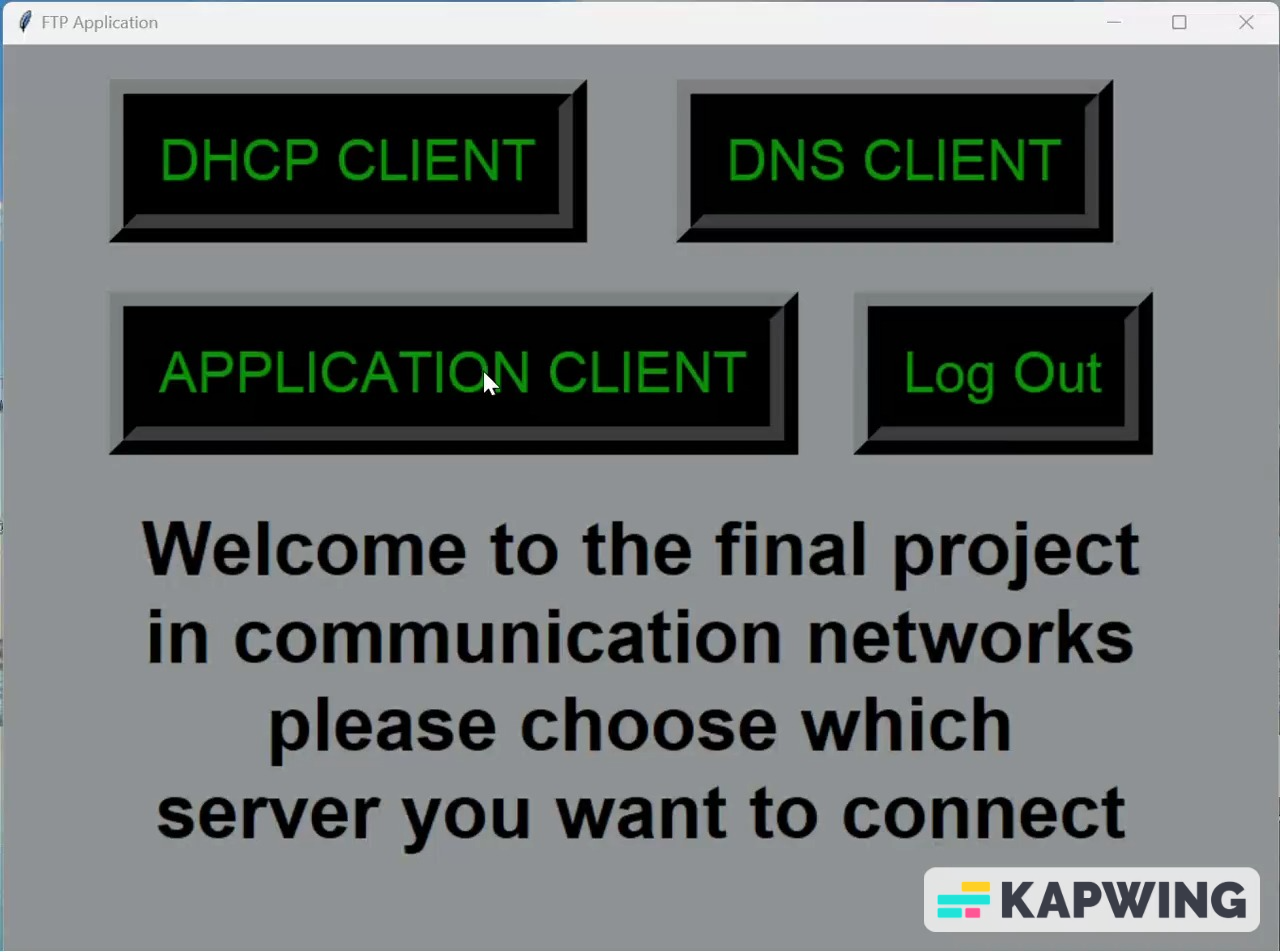 FTP Application
DHCP CLIENT
DNS CLIENT
APPLICATION CLIENT
Log Out
Welcome to the final project
in communication networks
please choose which
server you want to connect
KAPWING